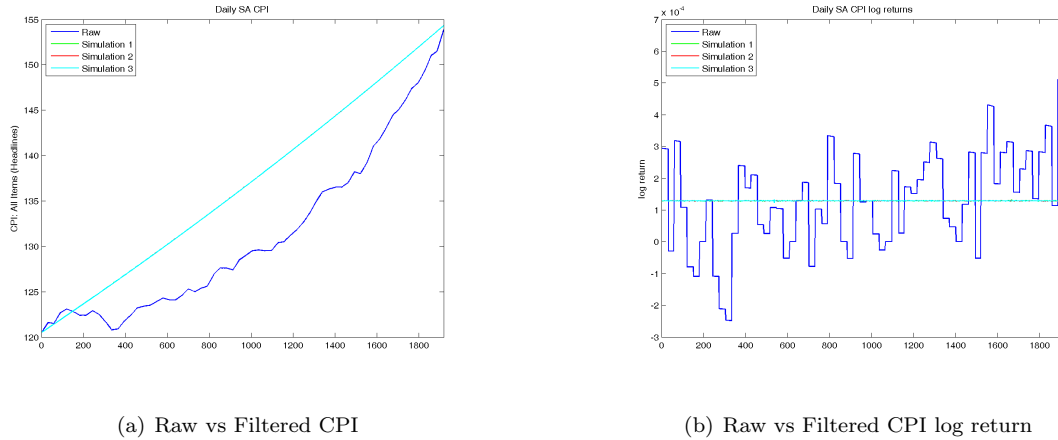 Daily SA CPI
Raw
Simulation 1
Simulation 2
Simulation 3
CPI: All Items (Headlines)
155
150
145
140
135
130
125
120
0 200 400 600 800 1000 1200 1400 1600 1800
(a) Raw vs Filtered CPI
x 10⁻⁴
Daily SA CPI log returns
Raw
Simulation 1
Simulation 2
Simulation 3
log return
7
6
5
4
3
2
1
0
-1
-2
-3
0 200 400 600 800 1000 1200 1400 1600 1800
(b) Raw vs Filtered CPI log return